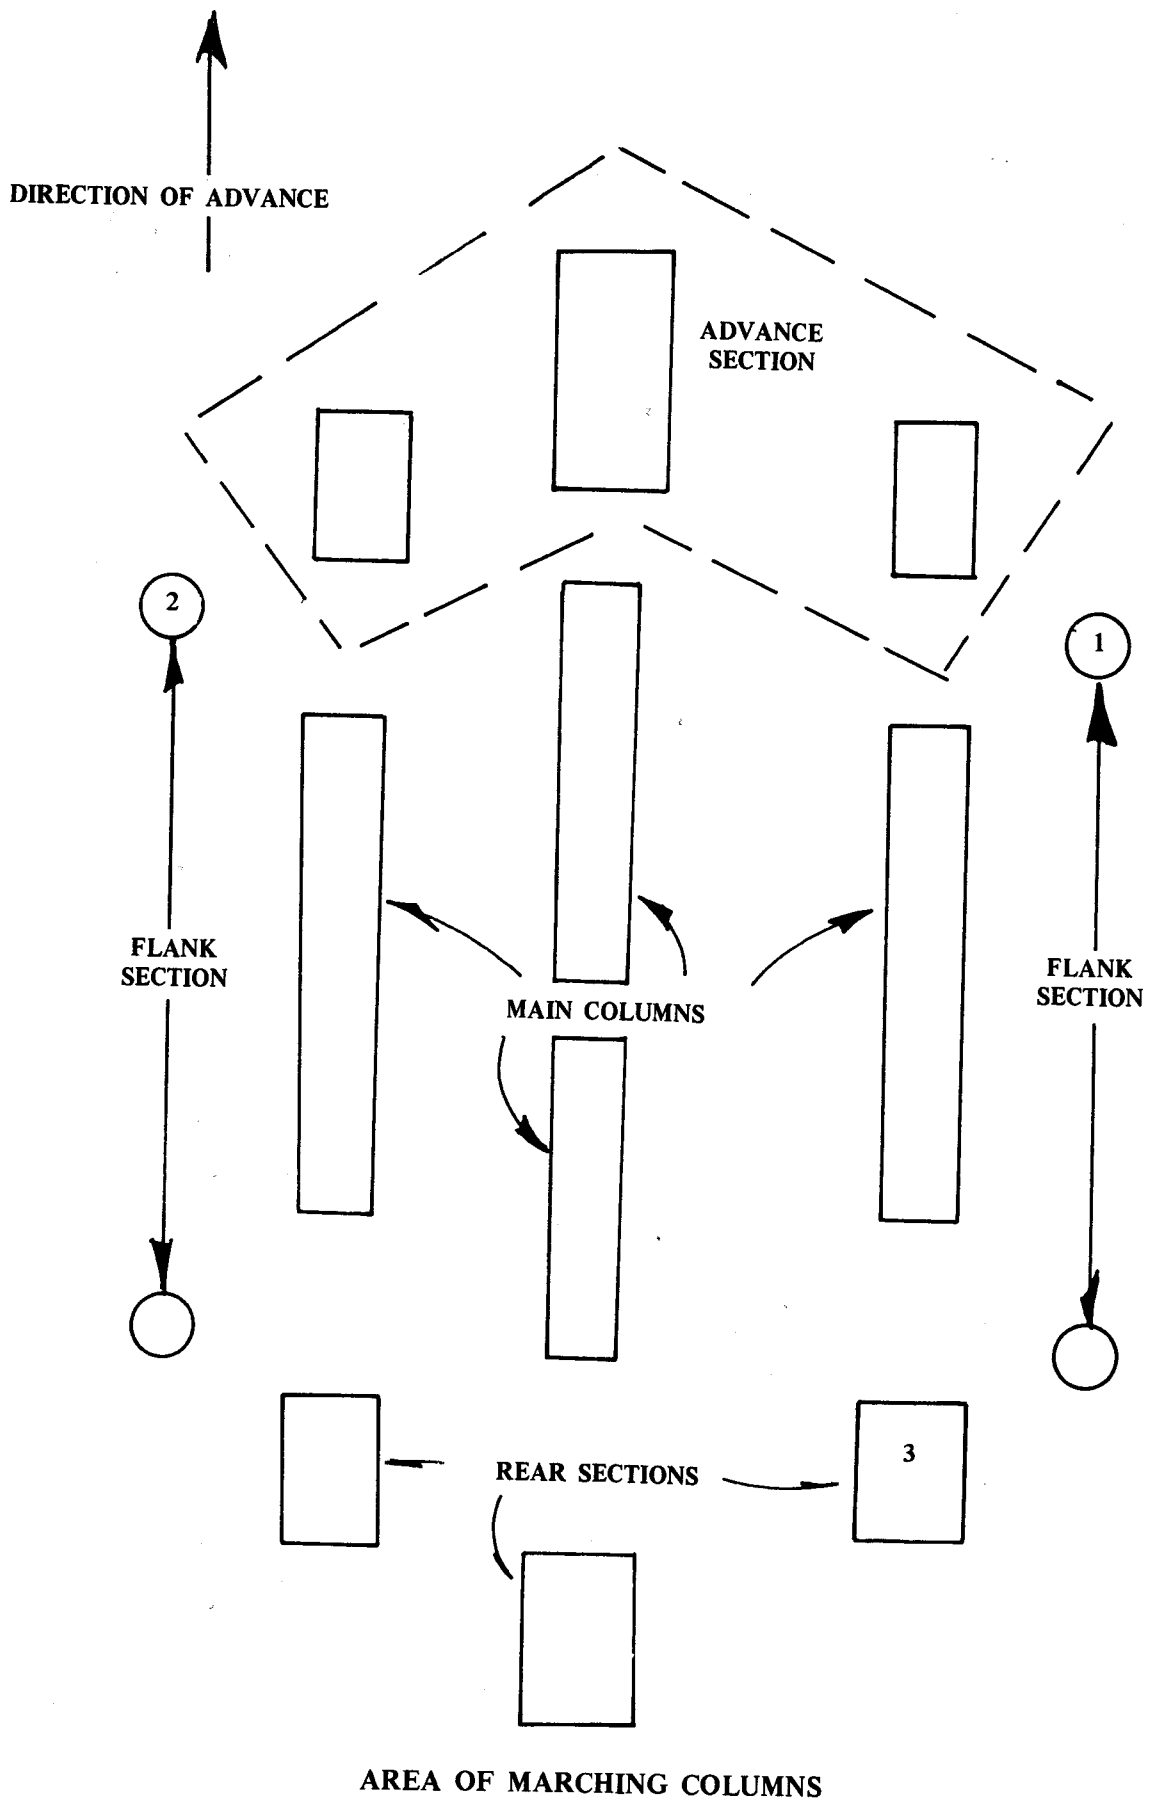 DIRECTION OF ADVANCE
ADVANCE
SECTION
2
1
FLANK
SECTION
FLANK
SECTION
MAIN COLUMNS
3
REAR SECTIONS
AREA OF MARCHING COLUMNS